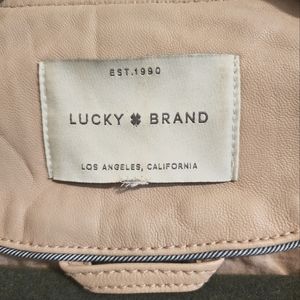 EST.1990
LUCKY BRAND
LOS ANGELES, CALIFORNIA